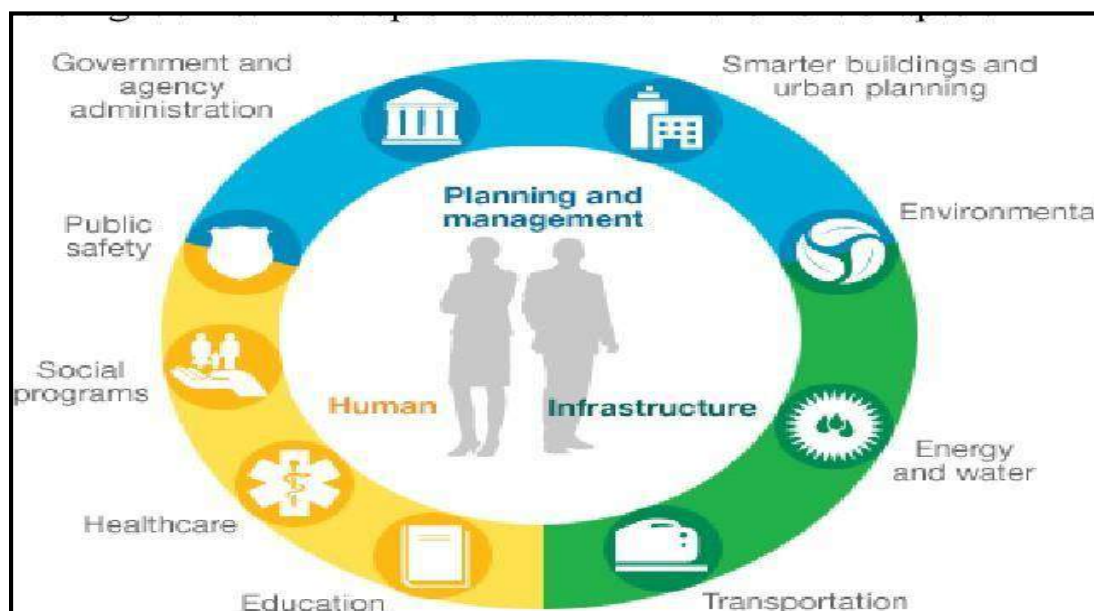 Government and
agency
administration
Smarter buildings and
urban planning
Planning and
management
Public
safety
Environmenta
Social
programs
Human
Infrastructure
Energy
and water
Healthcare
Education
Transportation